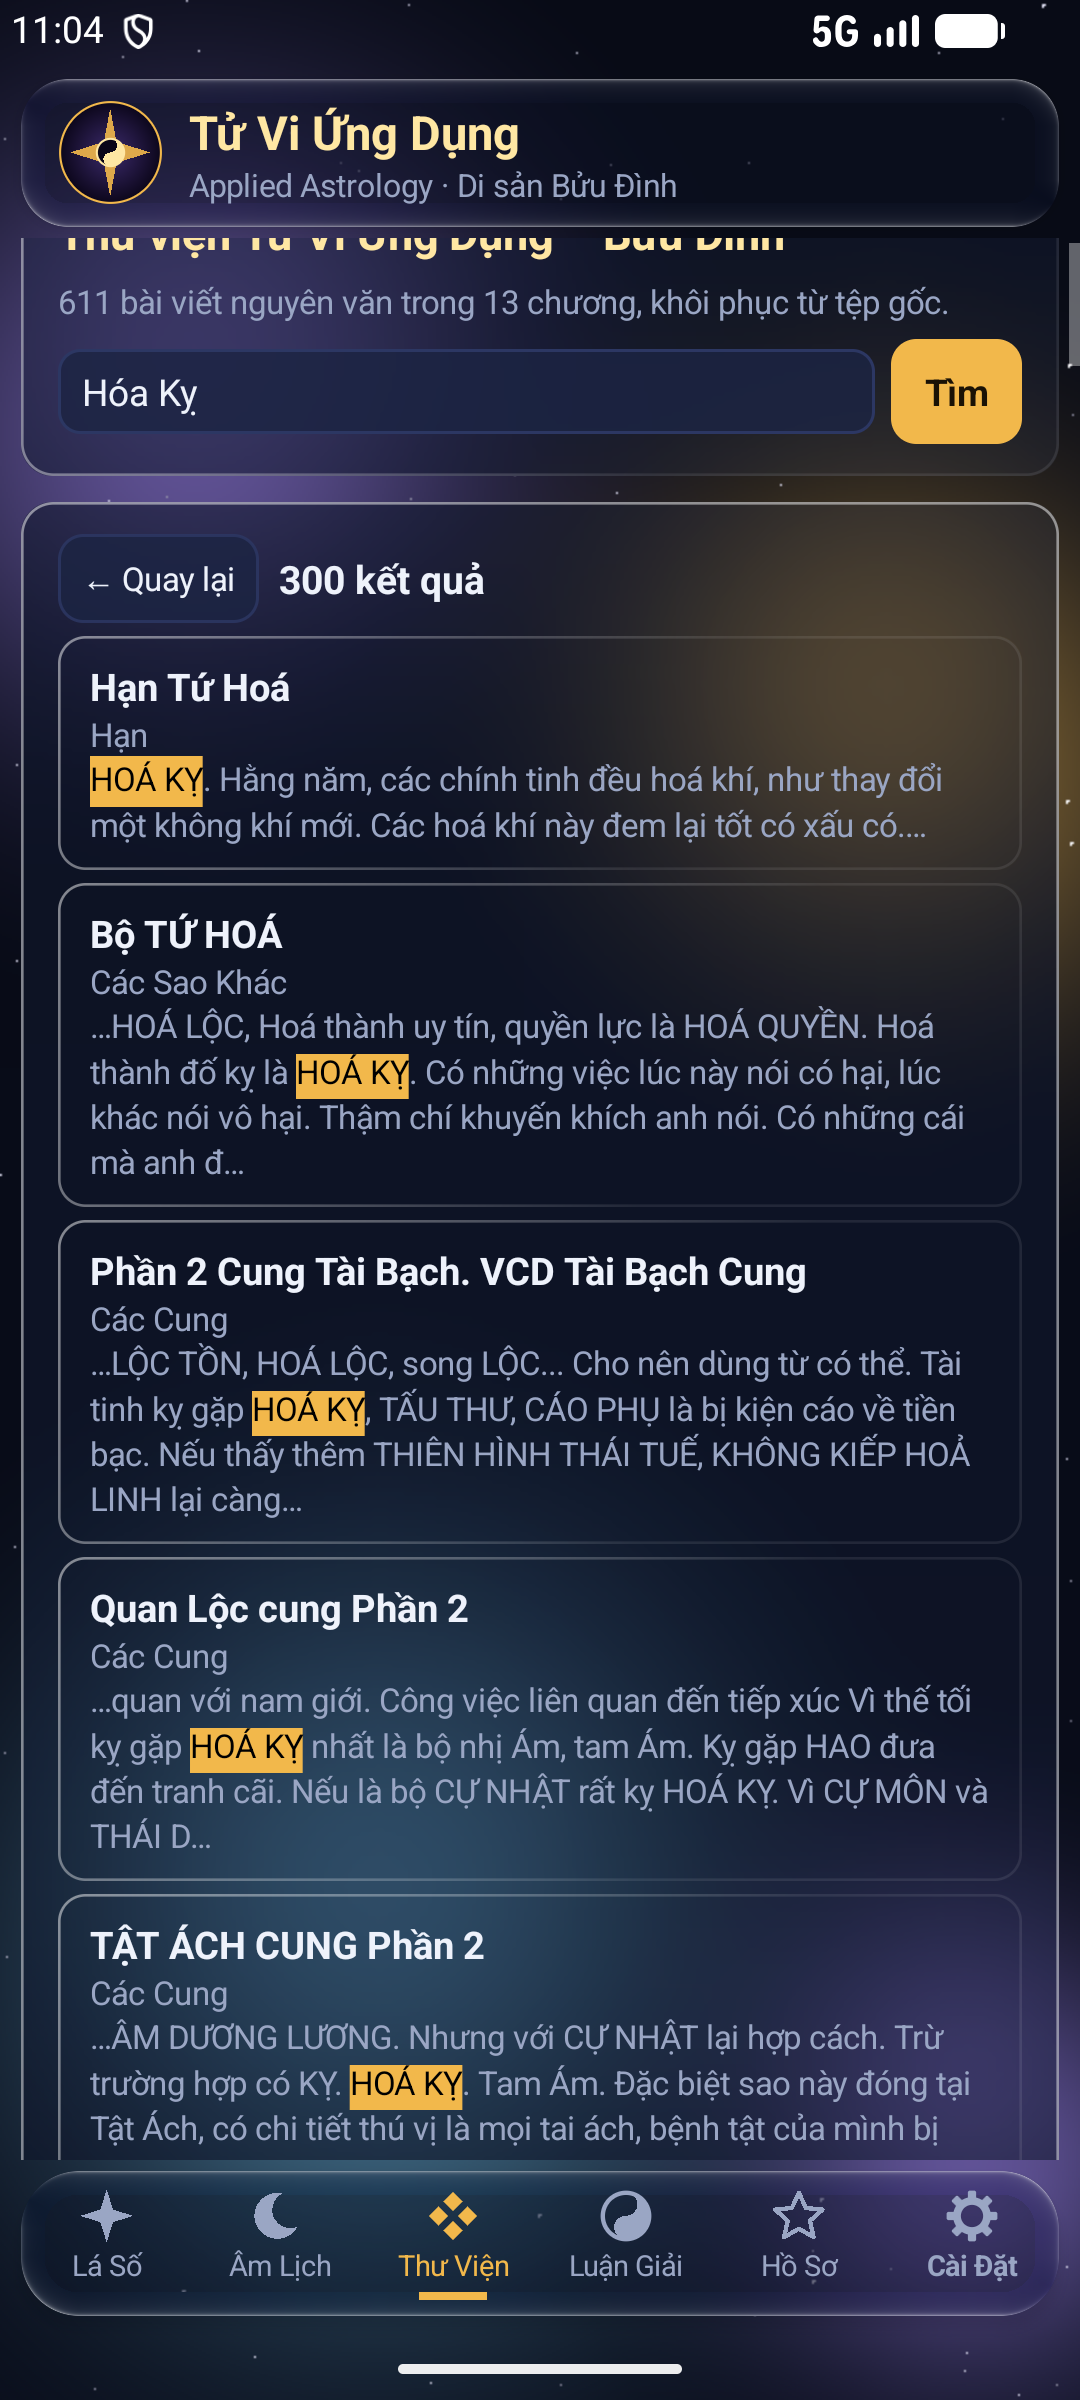 11:04
5G
Tử Vi Ứng Dụng
Applied Astrology · Di sản Bửu Đình
Thư Viện Tử Vi Ứng Dụng Bửu Đình
611 bài viết nguyên văn trong 13 chương, khôi phục từ tệp gốc.
Hóa Kỵ
Tìm
← Quay lại
300 kết quả
Hạn Tứ Hoá
Hạn
HOÁ KỴ. Hằng năm, các chính tinh đều hoá khí, như thay đổi
một không khí mới. Các hoá khí này đem lại tốt có xấu có....
Bộ TỨ HOÁ
Các Sao Khác
...HOÁ LỘC, Hoá thành uy tín, quyền lực là HOÁ QUYỀN. Hoá
thành đố kỵ là HOÁ KỴ. Có những việc lúc này nói có hại, lúc
khác nói vô hại. Thậm chí khuyến khích anh nói. Có những cái
mà anh đ...
Phần 2 Cung Tài Bạch. VCD Tài Bạch Cung
Các Cung
...LỘC TỒN, HOÁ LỘC, song LỘC... Cho nên dùng từ có thể. Tài
tinh kỵ gặp HOÁ KỴ, TẤU THƯ, CÁO PHỤ là bị kiện cáo về tiền
bạc. Nếu thấy thêm THIÊN HÌNH THÁI TUẾ, KHÔNG KIẾP HOẢ
LINH lại càng...
Quan Lộc cung Phần 2
Các Cung
...quan với nam giới. Công việc liên quan đến tiếp xúc Vì thế tối
kỵ gặp HOÁ KỴ nhất là bộ nhị Ám, tam Ám. Kỵ gặp HAO đưa
đến tranh cãi. Nếu là bộ CỰ NHẬT rất kỵ HOÁ KỴ. Vì CỰ MÔN và
THÁI D...
TẬT ÁCH CUNG Phần 2
Các Cung
...ÂM DƯƠNG LƯƠNG. Nhưng với CỰ NHẬT lại hợp cách. Trừ
trường hợp có KỴ. HOÁ KỴ. Tam Ám. Đặc biệt sao này đóng tại
Tật Ách, có chi tiết thú vị là mọi tai ách, bệnh tật của mình bị
Lá Số
Âm Lịch
Thư Viện
Luận Giải
Hồ Sơ
Cài Đặt